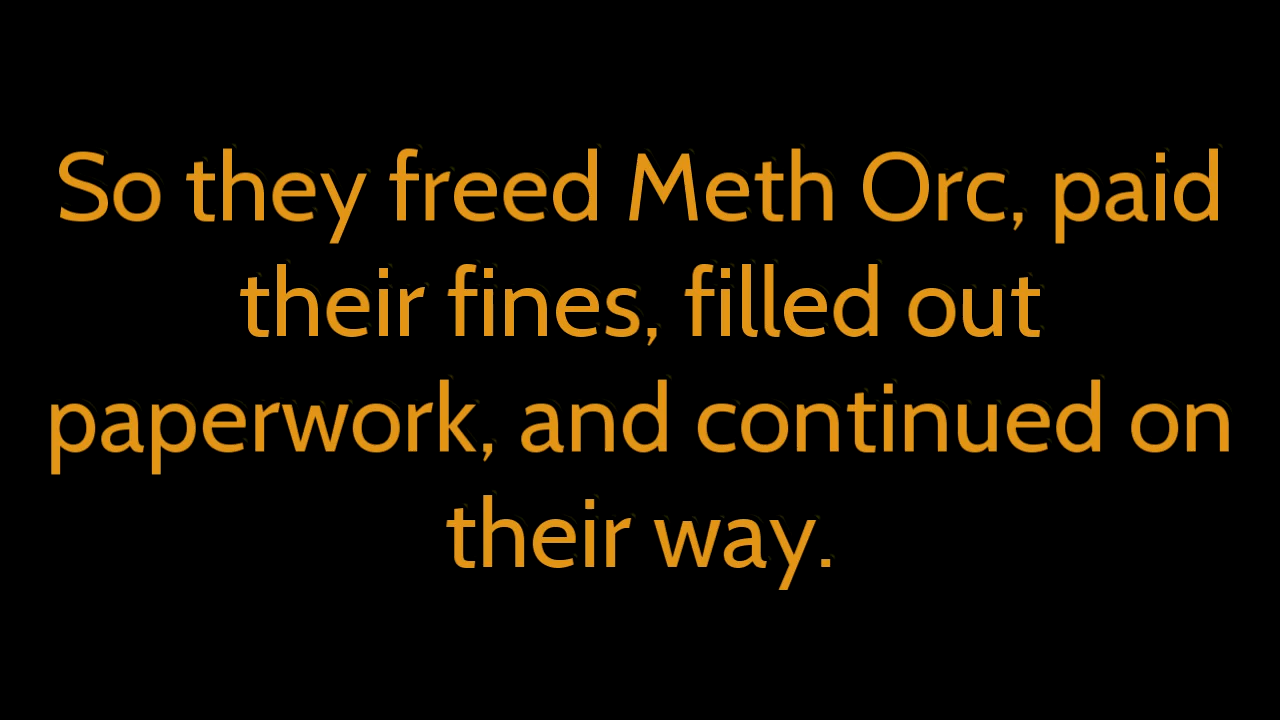 So they freed Meth Orc, paid
their fines, filled out
paperwork, and continued on
their way.